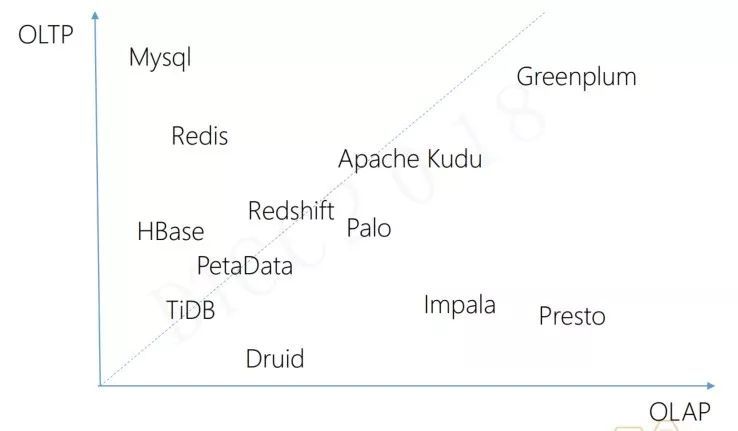 OLTP
Mysql
Greenplum
Redis
Apache Kudu
Redshift
Palo
HBase
PetaData
TiDB
Impala
Presto
Druid
OLAP